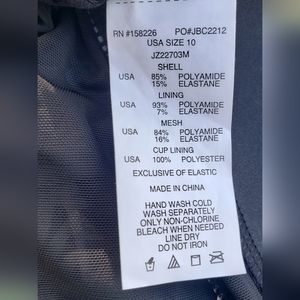 RN #158226 PO#JBC2212
USA SIZE 10
JZ22703M
SHELL
USA 85% POLYAMIDE
15% ELASTANE
LINING
USA 93% POLYAMIDE
7% ELASTANE
MESH
USA 84% POLYAMIDE
16% ELASTANE
CUP LINING
USA 100% POLYESTER
EXCLUSIVE OF ELASTIC
MADE IN CHINA
HAND WASH COLD
WASH SEPARATELY
ONLY NON-CHLORINE
BLEACH WHEN NEEDED
LINE DRY
DO NOT IRON